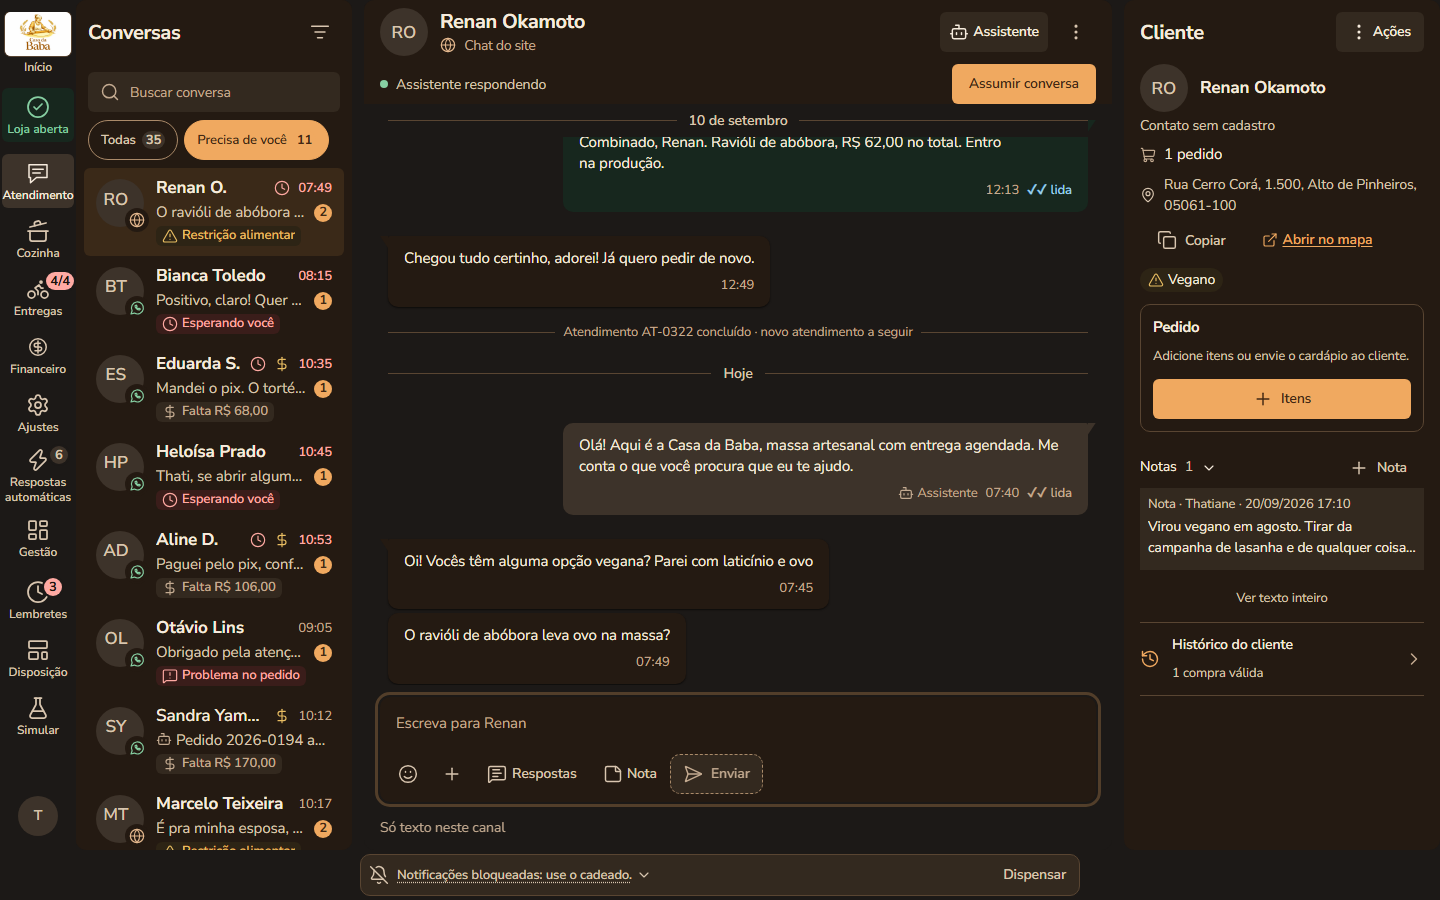 Casa da
Baba
Início
Loja aberta
Atendimento
Cozinha
4/4
Entregas
Financeiro
Ajustes
6
Respostas
automáticas
Gestão
3
Lembretes
Disposição
Simular
T
Conversas
Buscar conversa
Todas 35
Precisa de você 11
RO
Renan O. 07:49
O ravióli de abóbora ... 2
Restrição alimentar
BT
Bianca Toledo 08:15
Positivo, claro! Quer ... 1
Esperando você
ES
Eduarda S. 10:35
Mandei o pix. O torté... 1
Falta R$ 68,00
HP
Heloísa Prado 10:45
Thati, se abrir algum... 1
Esperando você
AD
Aline D. 10:53
Paguei pelo pix, conf... 1
Falta R$ 106,00
OL
Otávio Lins 09:05
Obrigado pela atenç... 1
Problema no pedido
SY
Sandra Yam... 10:12
Pedido 2026-0194 a...
Falta R$ 170,00
MT
Marcelo Teixeira 10:17
É pra minha esposa, ... 2
Restrição alimentar
RO
Renan Okamoto
Chat do site
Assistente
Assistente respondendo
Assumir conversa
10 de setembro
Combinado, Renan. Ravióli de abóbora, R$ 62,00 no total. Entro
na produção.
12:13 lida
Chegou tudo certinho, adorei! Já quero pedir de novo.
12:49
Atendimento AT-0322 concluído · novo atendimento a seguir
Hoje
Olá! Aqui é a Casa da Baba, massa artesanal com entrega agendada. Me
conta o que você procura que eu te ajudo.
Assistente 07:40 lida
Oi! Vocês têm alguma opção vegana? Parei com laticínio e ovo
07:45
O ravióli de abóbora leva ovo na massa?
07:49
Escreva para Renan
Respostas
Nota
Enviar
Só texto neste canal
Notificações bloqueadas: use o cadeado.
Dispensar
Cliente
Ações
RO
Renan Okamoto
Contato sem cadastro
1 pedido
Rua Cerro Corá, 1.500, Alto de Pinheiros,
05061-100
Copiar
Abrir no mapa
Vegano
Pedido
Adicione itens ou envie o cardápio ao cliente.
Itens
Notas 1
Nota
Nota · Thatiane · 20/09/2026 17:10
Virou vegano em agosto. Tirar da
campanha de lasanha e de qualquer coisa...
Ver texto inteiro
Histórico do cliente
1 compra válida